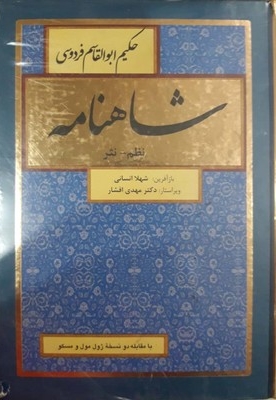 حکیم ابوالقاسم فردوسی
شاهنامه
نظم - نثر
بازآفرین: شهلا انسانی
ویراستار: دکتر مهدی افشار
با مقابله دو نسخهٔ ژول مول و مسکو